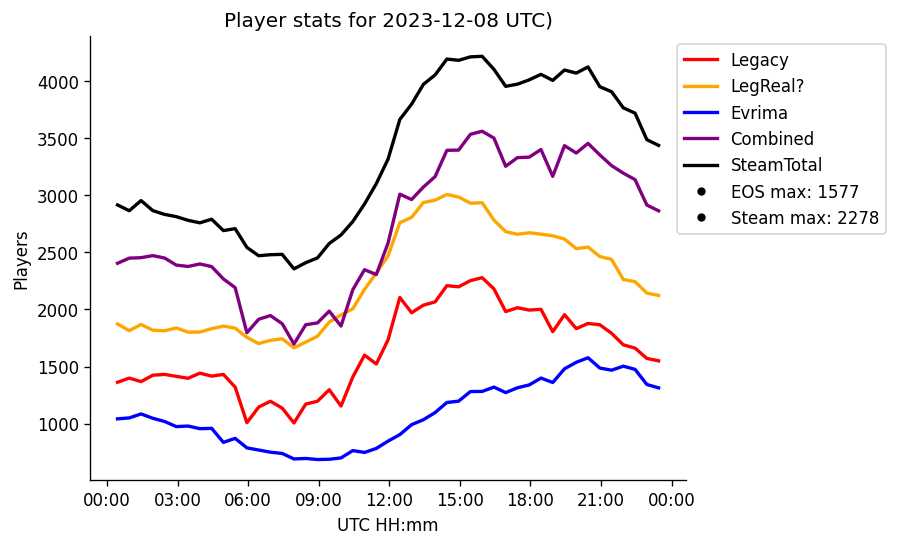 Player stats for 2023-12-08 UTC)
Legacy
LegReal?
Evrima
Combined
SteamTotal
EOS max: 1577
Steam max: 2278
Players
4000
3500
3000
2500
2000
1500
1000
00:00 03:00 06:00 09:00 12:00 15:00 18:00 21:00 00:00
UTC HH:mm